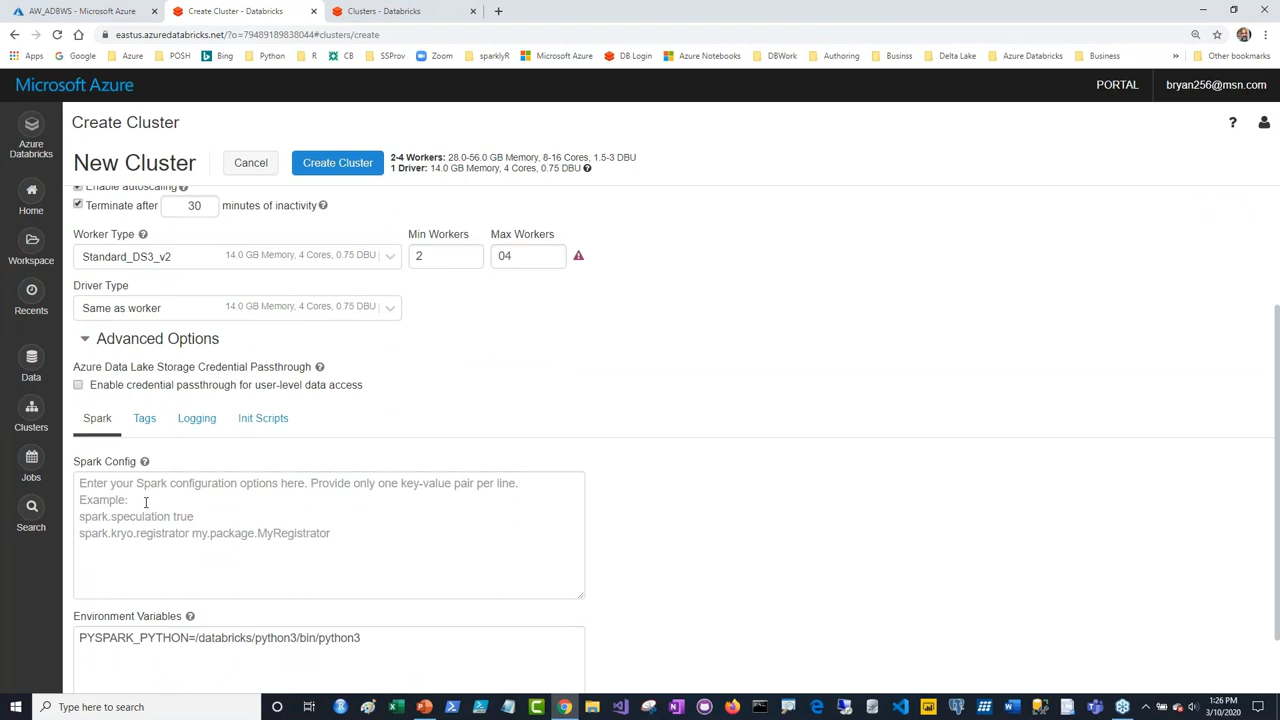 AW_ADBWS - Microsoft Azure
Create Cluster - Databricks
Clusters - Databricks
eastus.azuredatabricks.net/?o=79489189838044#clusters/create
Apps Google Azure POSH Bing Python R CB SSProv Zoom sparklyR Microsoft Azure DB Login Azure Notebooks DBWork Authoring Businss Delta Lake Azure Databricks Business » Other bookmarks
Microsoft Azure
PORTAL
bryan256@msn.com
Azure
Databricks
Home
Workspace
Recents
Data
Clusters
Jobs
Search
Create Cluster
New Cluster
Cancel
Create Cluster
2-4 Workers: 28.0-56.0 GB Memory, 8-16 Cores, 1.5-3 DBU
1 Driver: 14.0 GB Memory, 4 Cores, 0.75 DBU
Enable autoscaling
Terminate after 30 minutes of inactivity
Worker Type
Min Workers
Max Workers
Standard_DS3_v2 14.0 GB Memory, 4 Cores, 0.75 DBU
2
04
Driver Type
Same as worker 14.0 GB Memory, 4 Cores, 0.75 DBU
Advanced Options
Azure Data Lake Storage Credential Passthrough
Enable credential passthrough for user-level data access
Spark Tags Logging Init Scripts
Spark Config
Enter your Spark configuration options here. Provide only one key-value pair per line.
Example:
spark.speculation true
spark.kryo.registrator my.package.MyRegistrator
Environment Variables
PYSPARK_PYTHON=/databricks/python3/bin/python3
Type here to search
1:26 PM
3/10/2020